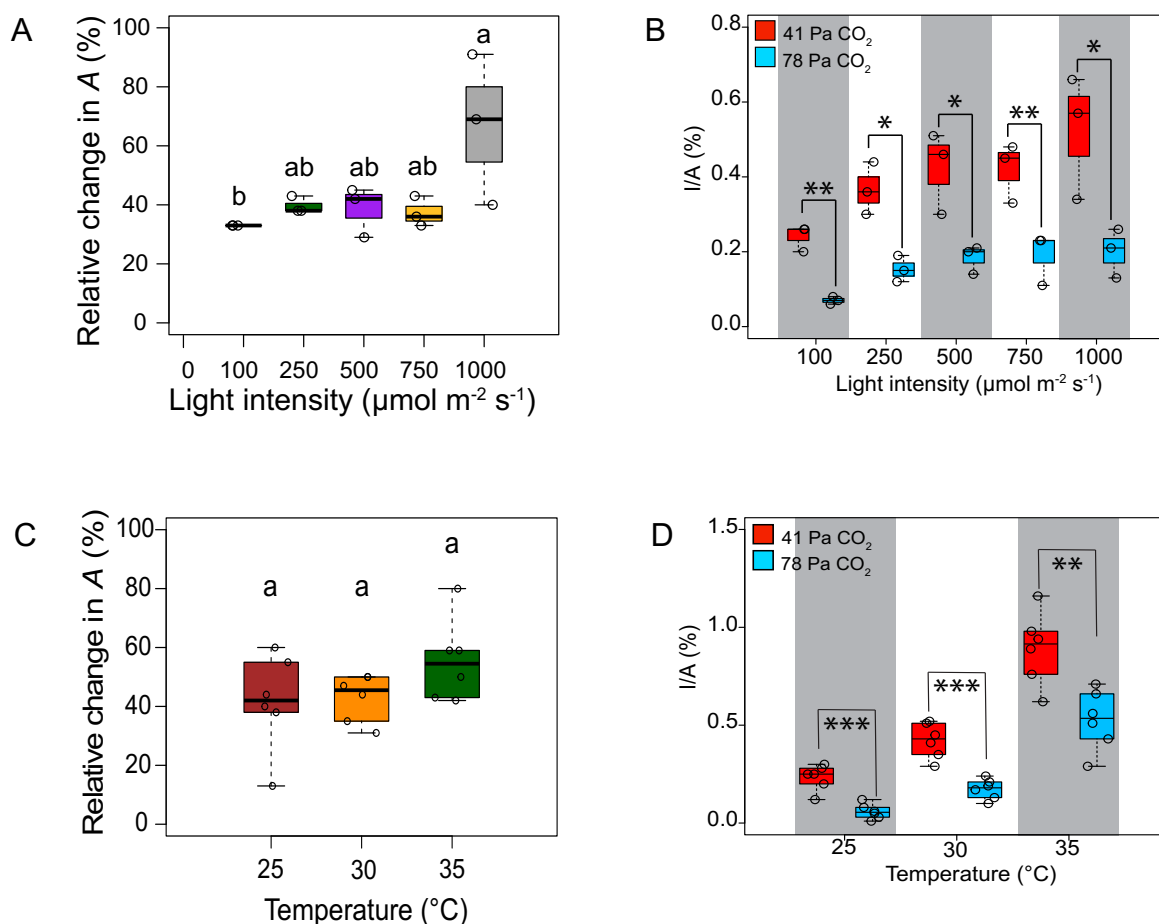 A
Relative change in A (%)
100
80
60
40
20
0
b
ab
ab
ab
a
0 100 250 500 750 1000
Light intensity (µmol m-2 s-1)
B
I/A (%)
0.8
0.6
0.4
0.2
0.0
41 Pa CO2
78 Pa CO2
**
*
*
**
*
100 250 500 750 1000
Light intensity (µmol m-2 s-1)
C
Relative change in A (%)
100
80
60
40
20
0
a
a
a
25 30 35
Temperature (°C)
D
I/A (%)
1.5
1.0
0.5
0.0
41 Pa CO2
78 Pa CO2
***
***
**
25 30 35
Temperature (°C)